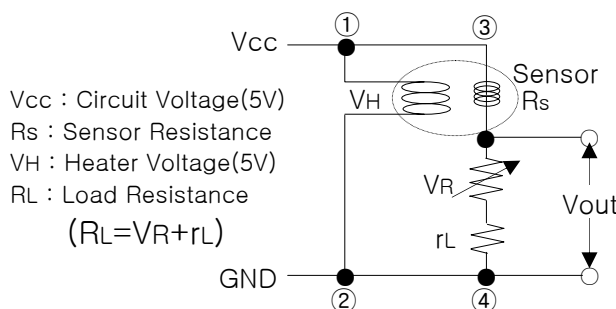 ① ③
Vcc
Sensor
Rs
VH
Vcc : Circuit Voltage(5V)
Rs : Sensor Resistance
VH : Heater Voltage(5V)
RL : Load Resistance
(RL=VR+rL)
VR
Vout
rL
GND
② ④